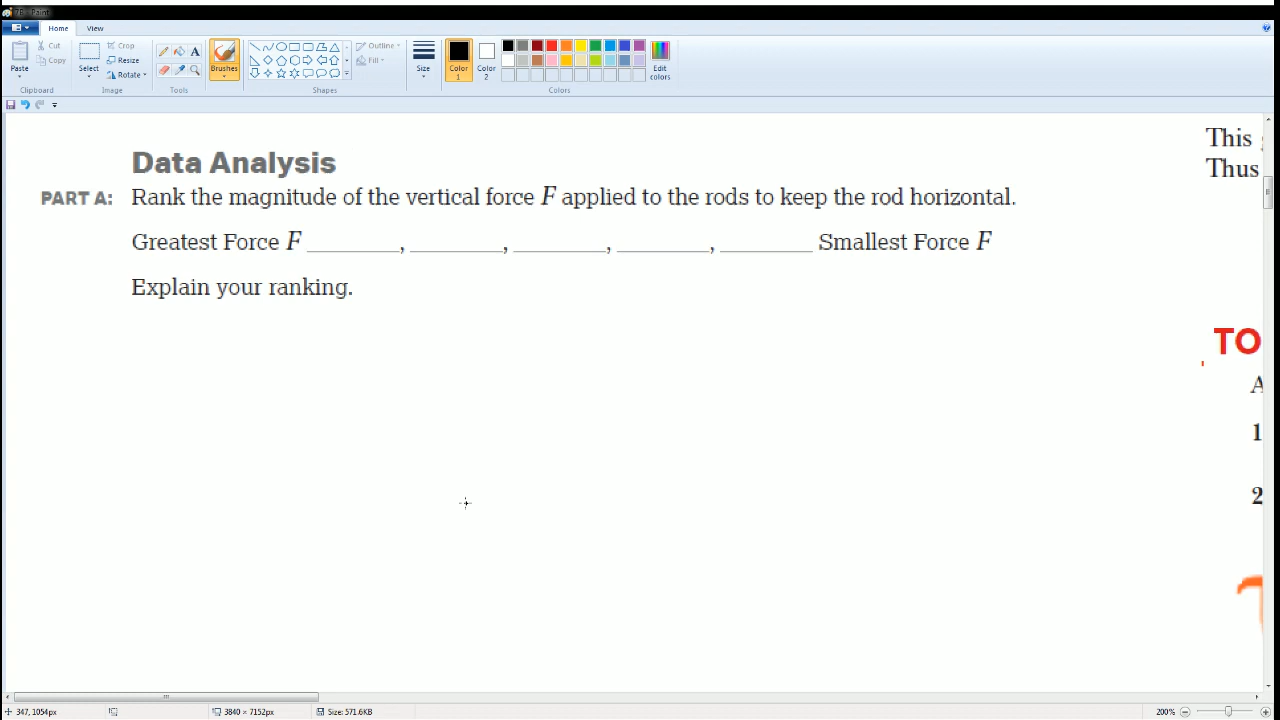 7B - Paint
Home View
Paste
Cut
Copy
Clipboard
Select
Crop
Resize
Rotate
Image
A
Tools
Brushes
Outline
Fill
Shapes
Size
Color 1
Color 2
Edit colors
Colors
Data Analysis
PART A: Rank the magnitude of the vertical force F applied to the rods to keep the rod horizontal.
Greatest Force F ________, ________, ________, ________, ________ Smallest Force F
Explain your ranking.
This
Thus
TO
A
1
2
347, 1054px
3840 × 7152px
Size: 571.6KB
200%